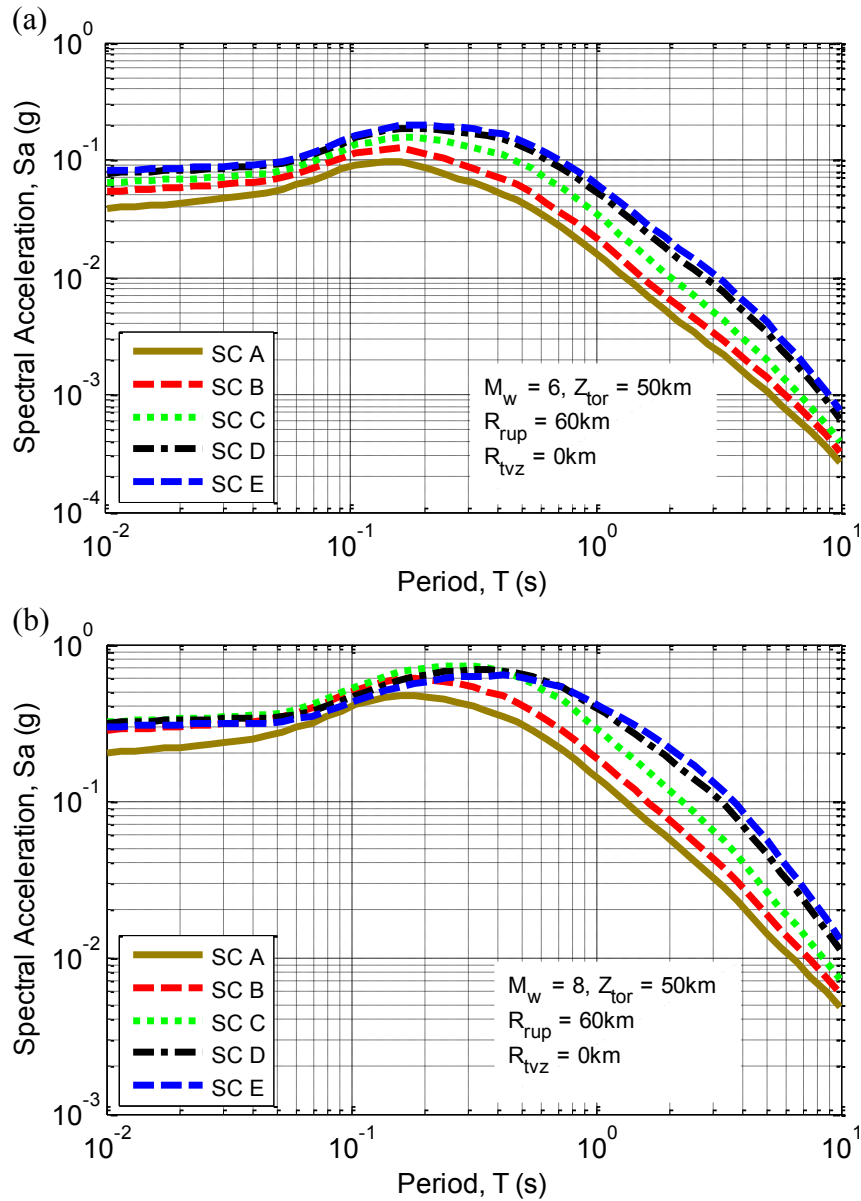 (a)
10^0
10^-1
10^-2
10^-3
10^-4
Spectral Acceleration, Sa (g)
SC A
SC B
SC C
SC D
SC E
M_w = 6, Z_tor = 50km
R_rup = 60km
R_tvz = 0km
10^-2
10^-1
10^0
10^1
Period, T (s)
(b)
10^0
10^-1
10^-2
10^-3
Spectral Acceleration, Sa (g)
SC A
SC B
SC C
SC D
SC E
M_w = 8, Z_tor = 50km
R_rup = 60km
R_tvz = 0km
10^-2
10^-1
10^0
10^1
Period, T (s)